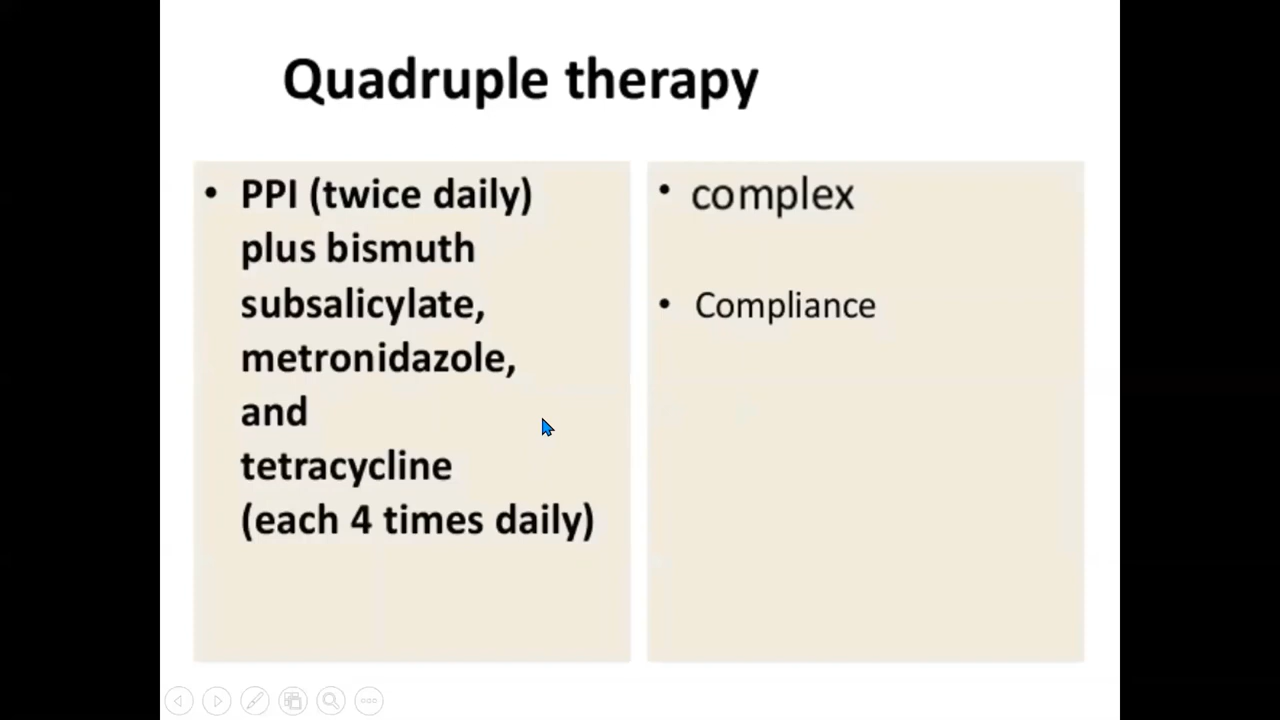 Quadruple therapy
• PPI (twice daily)
plus bismuth
subsalicylate,
metronidazole,
and
tetracycline
(each 4 times daily)
• complex
• Compliance